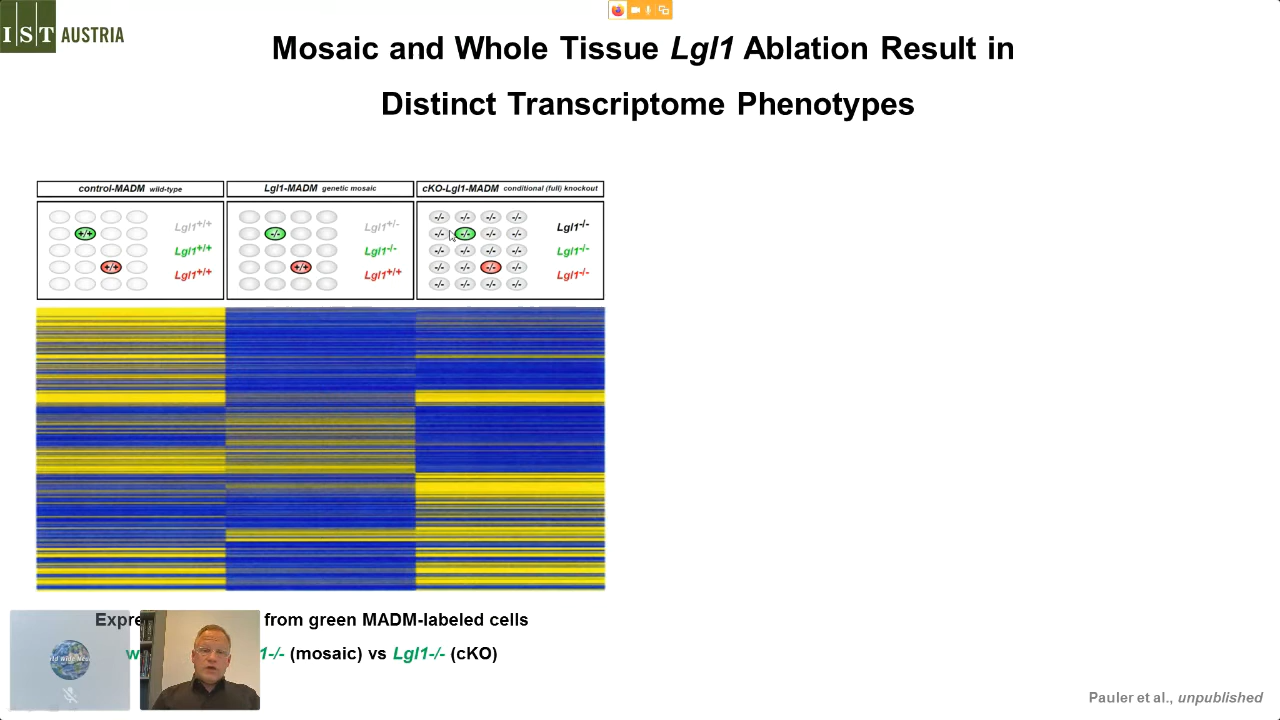 IST AUSTRIA
Mosaic and Whole Tissue Lgl1 Ablation Result in
Distinct Transcriptome Phenotypes
control-MADM wild-type
Lgl1-MADM genetic mosaic
cKO-Lgl1-MADM conditional (full) knockout
+/+
+/+
Lgl1+/+
Lgl1+/+
Lgl1+/+
-/-
+/+
Lgl1+/-
Lgl1-/-
Lgl1+/+
-/- -/- -/- -/-
-/- -/- -/- -/-
-/- -/- -/- -/-
-/- -/- -/- -/-
-/- -/- -/- -/-
Lgl1-/-
Lgl1-/-
Lgl1-/-
from green MADM-labeled cells
1-/- (mosaic) vs Lgl1-/- (cKO)
Pauler et al., unpublished